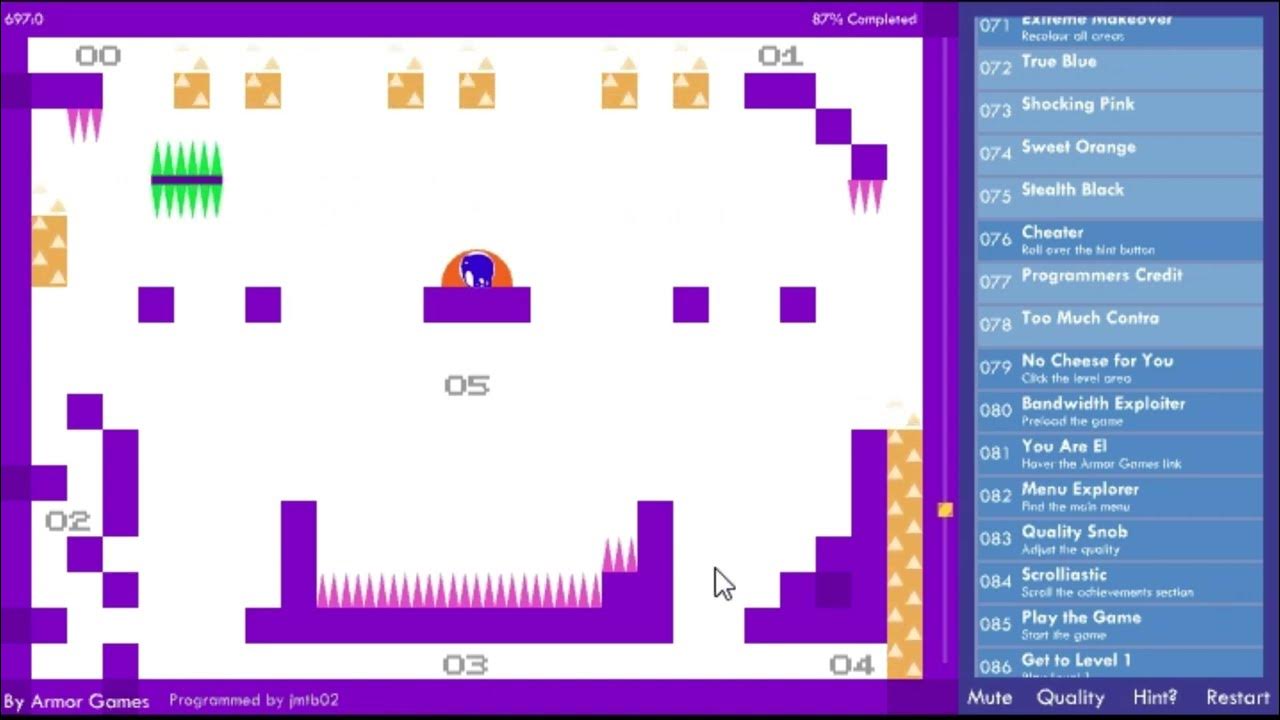 697:0
87% Completed
00
01
05
02
03
04
By Armor Games
Programmed by jmtb02
071 Extreme Makeover
Recolour all areas
072 True Blue
073 Shocking Pink
074 Sweet Orange
075 Stealth Black
076 Cheater
Roll over the hint button
077 Programmers Credit
078 Too Much Contra
079 No Cheese for You
Click the level area
080 Bandwidth Exploiter
Preload the game
081 You Are El
Hover the Armor Games link
082 Menu Explorer
Find the main menu
083 Quality Snob
Adjust the quality
084 Scrolliastic
Scroll the achievements section
085 Play the Game
Start the game
086 Get to Level 1
Mute Quality Hint? Restart